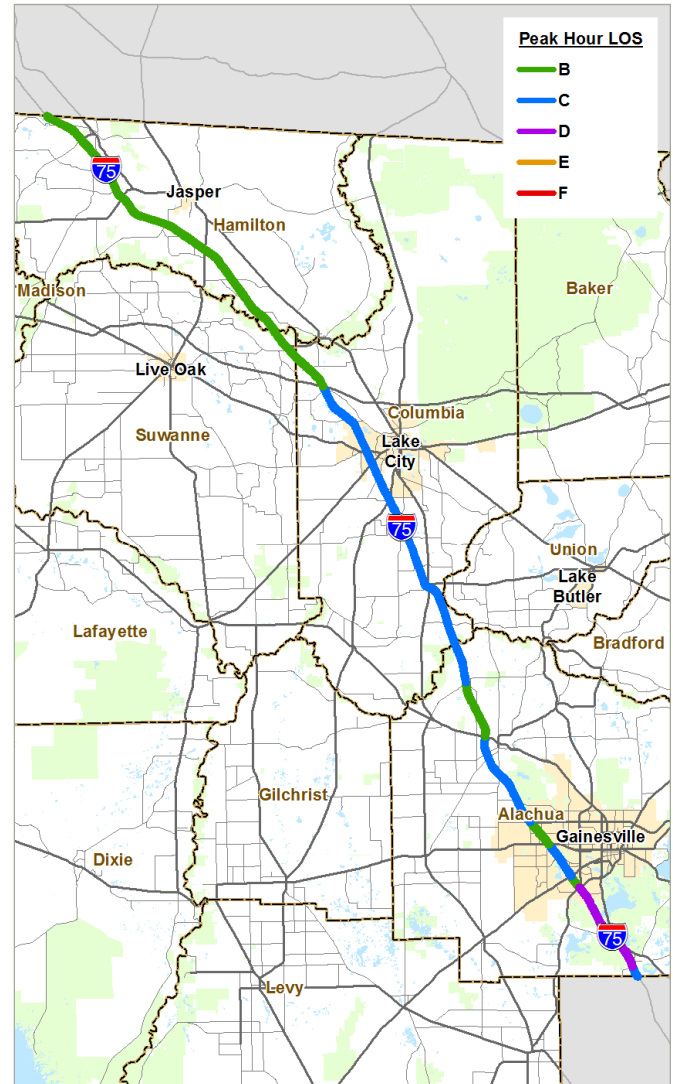 Peak Hour LOS
B
C
D
E
F
75
Jasper
Hamilton
Madison
Baker
Live Oak
Columbia
Suwanne
Lake
City
75
Union
Lake
Butler
Lafayette
Bradford
Gilchrist
Alachua
Gainesville
Dixie
75
Levy